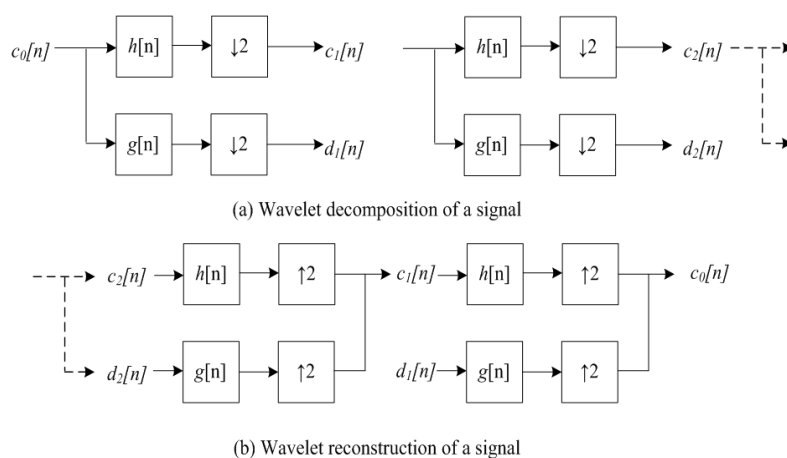 c₀[n] h[n] ↓2 c₁[n] h[n] ↓2 c₂[n]
g[n] ↓2 d₁[n] g[n] ↓2 d₂[n]
(a) Wavelet decomposition of a signal
c₂[n] h[n] ↑2 c₁[n] h[n] ↑2 c₀[n]
d₂[n] g[n] ↑2 d₁[n] g[n] ↑2
(b) Wavelet reconstruction of a signal